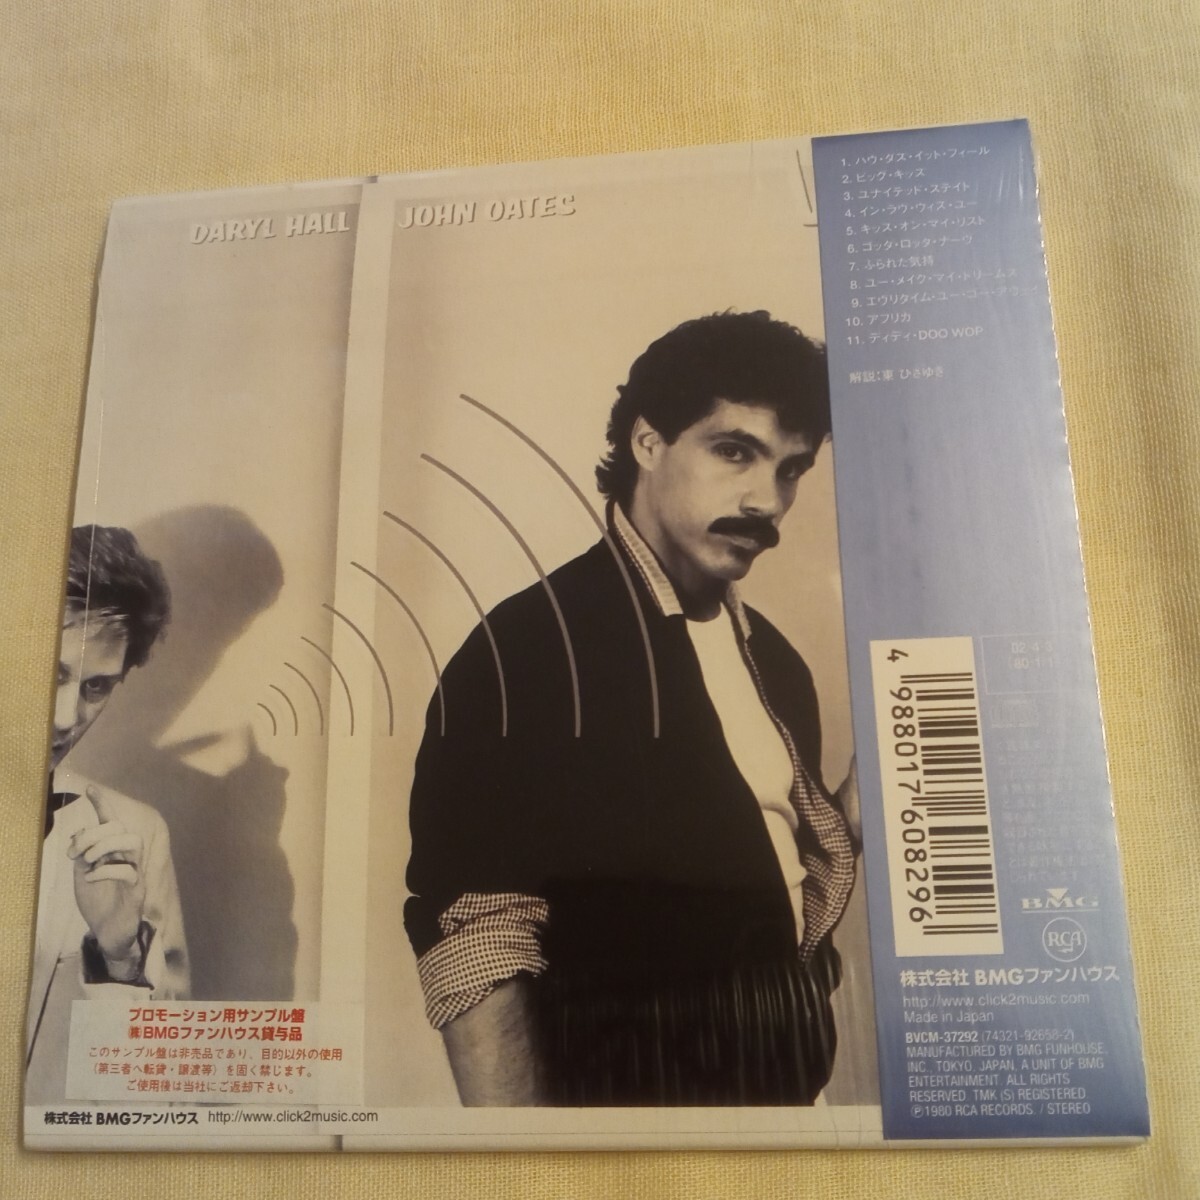 DARYL HALL JOHN OATES
1. ハウ・ダズ・イット・フィール
2. ビッグ・キッズ
3. ユナイテッド・ステイト
4. イン・ラヴ・ウィズ・ユー
5. キッス・オン・マイ・リスト
6. ゴッタ・ロッタ・ナーヴ
7. ふられた気持
8. ユー・メイク・マイ・ドリームス
9. エヴリタイム・ユー・ゴー・アウェイ
10. アフリカ
11. ディディ・DOO WOP
解説:東 ひさゆき
4 988017 608296
BMG
RCA
株式会社 BMGファンハウス
http://www.click2music.com
Made in Japan
BVCM-37292 (74321-92658-2)
MANUFACTURED BY BMG FUNHOUSE,
INC., TOKYO, JAPAN, A UNIT OF BMG
ENTERTAINMENT. ALL RIGHTS
RESERVED. TMK (S) REGISTERED.
Ⓟ1980 RCA RECORDS. / STEREO
プロモーション用サンプル盤
㈱BMGファンハウス貸与品
このサンプル盤は非売品であり、目的以外の使用
(第三者へ転貸・譲渡等)を固く禁じます。
ご使用後は当社にご返却下さい。
株式会社 BMGファンハウス http://www.click2music.com